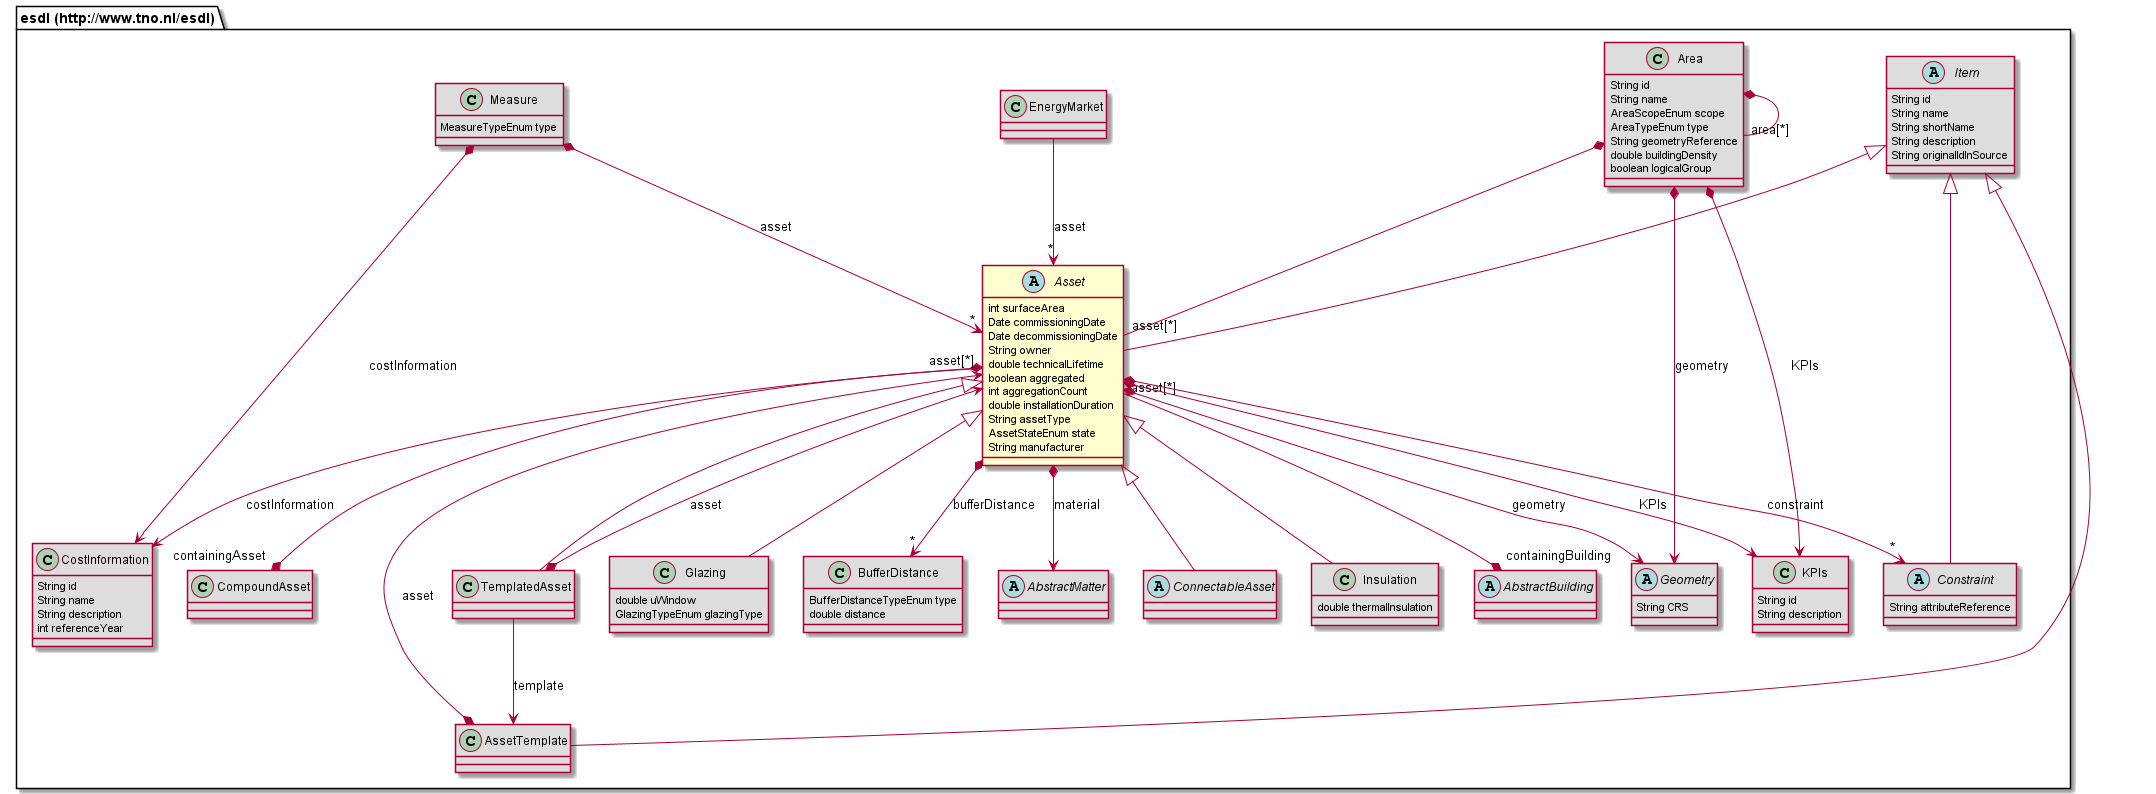 esdl (http://www.tno.nl/esdl)
C Measure
MeasureTypeEnum type
C EnergyMarket
C Area
String id
String name
AreaScopeEnum scope
AreaTypeEnum type
String geometryReference
double buildingDensity
boolean logicalGroup
area[*]
A Item
String id
String name
String shortName
String description
String originalIdInSource
asset
asset
*
*
asset[*]
A Asset
int surfaceArea
Date commissioningDate
Date decommissioningDate
String owner
double technicalLifetime
boolean aggregated
int aggregationCount
double installationDuration
String assetType
AssetStateEnum state
String manufacturer
asset[*]
asset[*]
costInformation
geometry
KPIs
costInformation
containingAsset
asset
asset
bufferDistance
*
material
containingBuilding
geometry
KPIs
constraint
*
C CostInformation
String id
String name
String description
int referenceYear
C CompoundAsset
C TemplatedAsset
C Glazing
double uWindow
GlazingTypeEnum glazingType
C BufferDistance
BufferDistanceTypeEnum type
double distance
A AbstractMatter
A ConnectableAsset
C Insulation
double thermalInsulation
A AbstractBuilding
A Geometry
String CRS
C KPIs
String id
String description
A Constraint
String attributeReference
template
C AssetTemplate